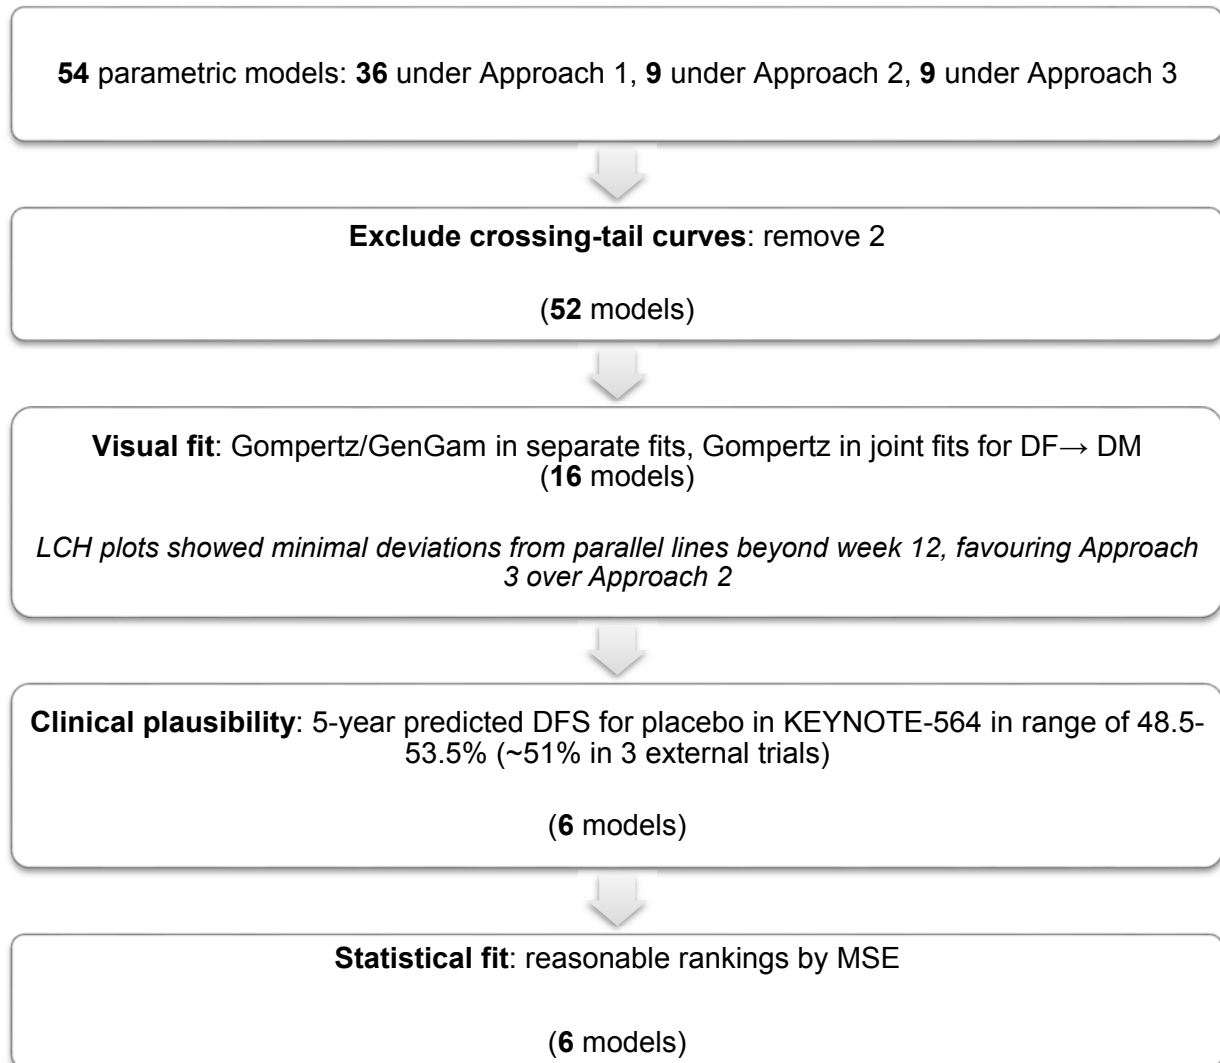 54 parametric models: 36 under Approach 1, 9 under Approach 2, 9 under Approach 3
Exclude crossing-tail curves: remove 2
(52 models)
Visual fit: Gompertz/GenGam in separate fits, Gompertz in joint fits for DF→ DM
(16 models)
LCH plots showed minimal deviations from parallel lines beyond week 12, favouring Approach
3 over Approach 2
Clinical plausibility: 5-year predicted DFS for placebo in KEYNOTE-564 in range of 48.5-
53.5% (~51% in 3 external trials)
(6 models)
Statistical fit: reasonable rankings by MSE
(6 models)